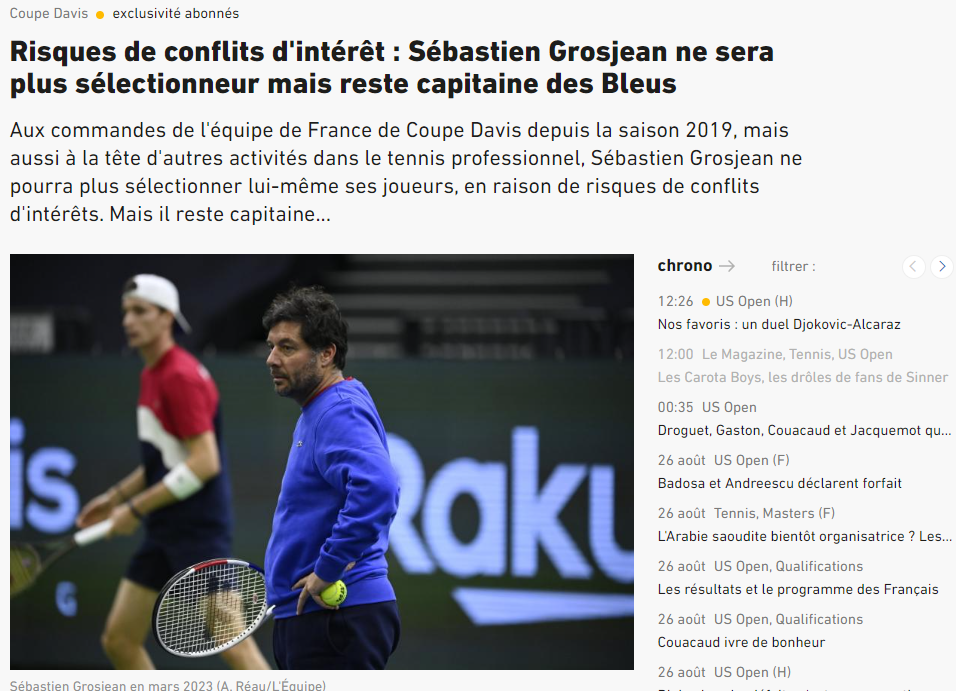 Coupe Davis exclusivité abonnés
Risques de conflits d'intérêt : Sébastien Grosjean ne sera
plus sélectionneur mais reste capitaine des Bleus
Aux commandes de l'équipe de France de Coupe Davis depuis la saison 2019, mais
aussi à la tête d'autres activités dans le tennis professionnel, Sébastien Grosjean ne
pourra plus sélectionner lui-même ses joueurs, en raison de risques de conflits
d'intérêts. Mais il reste capitaine...
is
Raku
G
Sébastien Grosjean en mars 2023 (A. Réau/L'Équipe)
chrono → filtrer :
12:26 US Open (H)
Nos favoris : un duel Djokovic-Alcaraz
12:00 Le Magazine, Tennis, US Open
Les Carota Boys, les drôles de fans de Sinner
00:35 US Open
Droguet, Gaston, Couacaud et Jacquemot qu...
26 août US Open (F)
Badosa et Andreescu déclarent forfait
26 août Tennis, Masters (F)
L'Arabie saoudite bientôt organisatrice ? Les...
26 août US Open, Qualifications
Les résultats et le programme des Français
26 août US Open, Qualifications
Couacaud ivre de bonheur
26 août US Open (H)